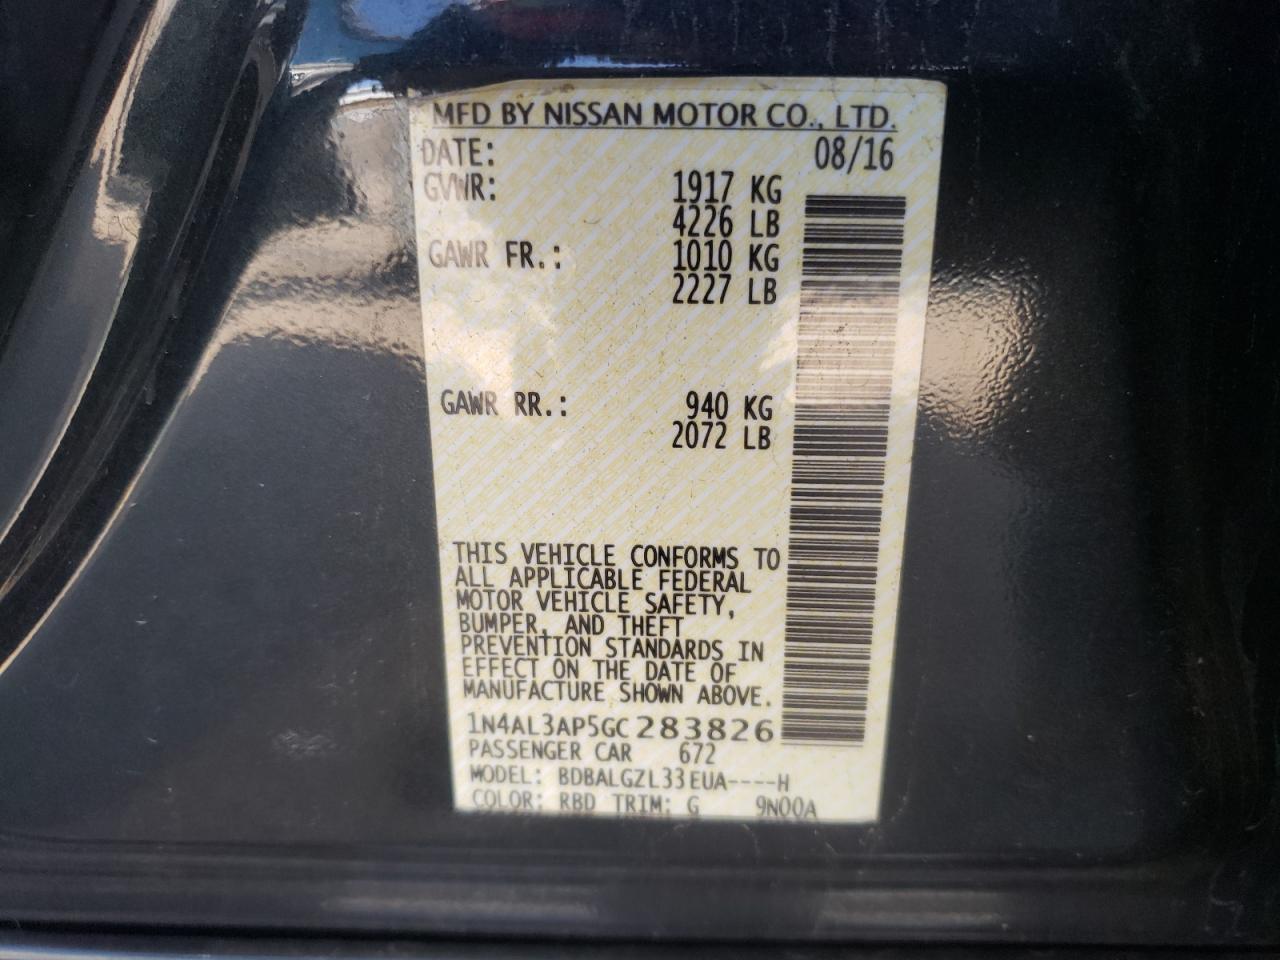 MFD BY NISSAN MOTOR CO., LTD.
DATE: 08/16
GVWR: 1917 KG
4226 LB
GAWR FR.: 1010 KG
2227 LB
GAWR RR.: 940 KG
2072 LB
THIS VEHICLE CONFORMS TO
ALL APPLICABLE FEDERAL
MOTOR VEHICLE SAFETY,
BUMPER, AND THEFT
PREVENTION STANDARDS IN
EFFECT ON THE DATE OF
MANUFACTURE SHOWN ABOVE.
1N4AL3AP5GC283826
PASSENGER CAR 672
MODEL: BDBALGZL33EUA----H
COLOR: RBD TRIM: G 9N00A